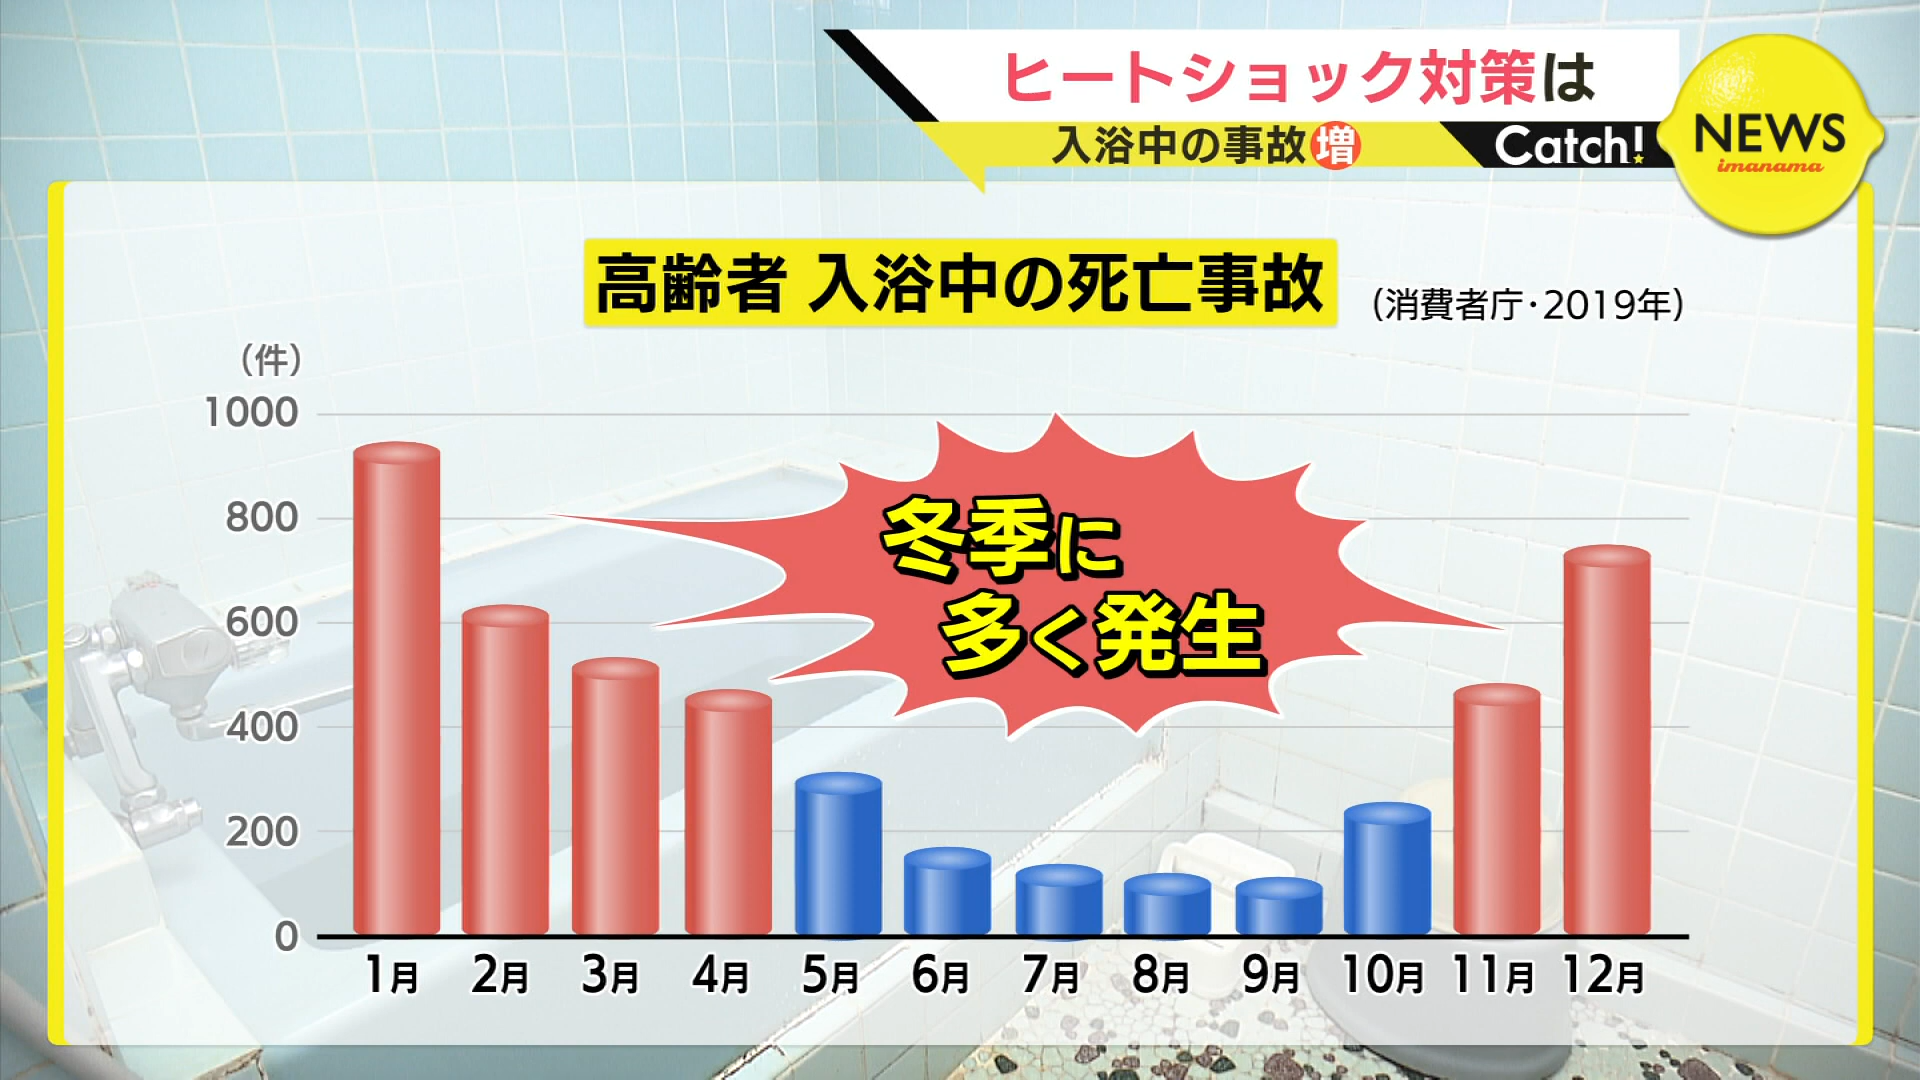 ヒートショック対策は
入浴中の事故増
Catch!
NEWS
imanama
高齢者 入浴中の死亡事故
(消費者庁・2019年)
(件)
1000
800
600
400
200
0
冬季に
多く発生
1月 2月 3月 4月 5月 6月 7月 8月 9月 10月 11月 12月